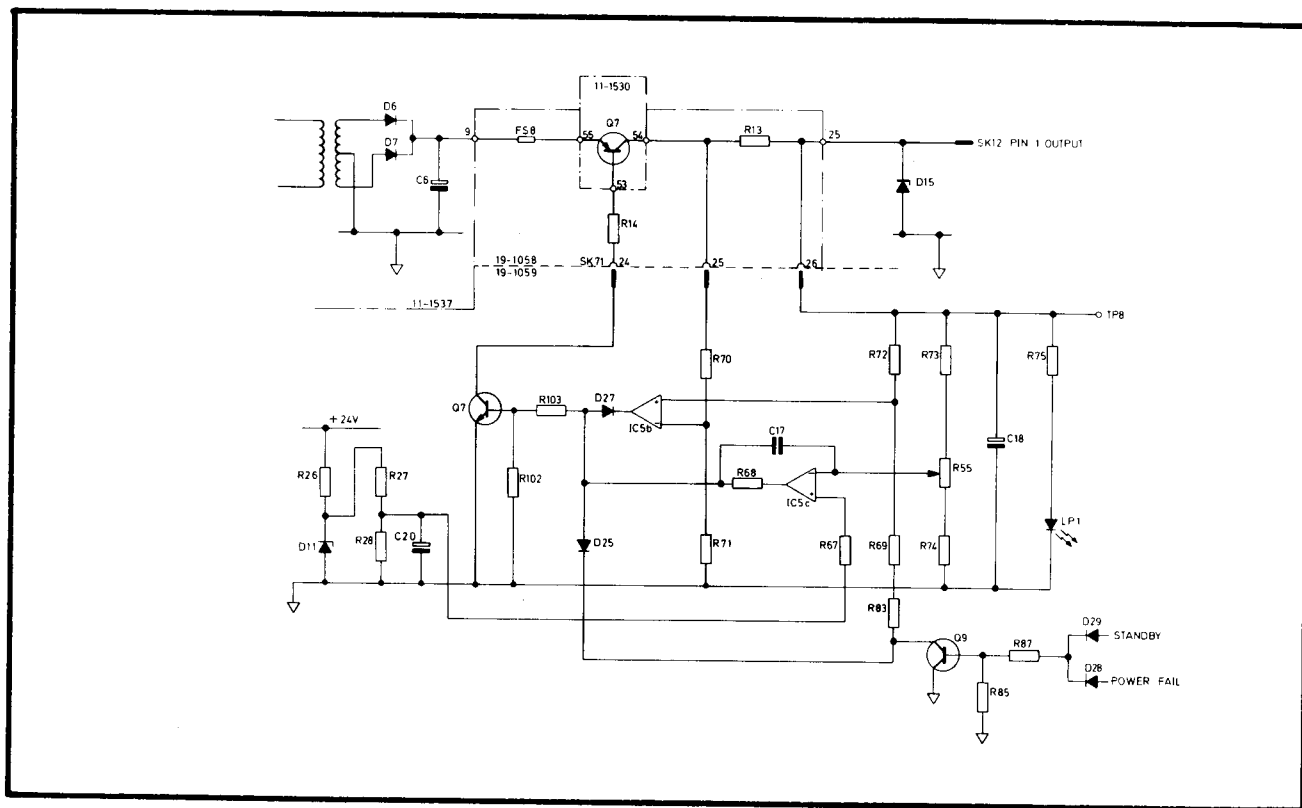 11-1530
D6
Q7
9
FS8
55
54
R13
25
SK12 PIN 1 OUTPUT
D7
C6
53
D15
R14
19-1058
19-1059
SK71
24
25
26
11-1537
TP8
R70
R72
R73
R75
D27
R103
Q7
+ 24V
IC5b
C17
C18
R26
R27
R68
R55
R102
IC5c
LP1
D11
R28
C20
D25
R71
R67
R69
R74
R83
D29
Q9
STANDBY
R87
D28
R85
POWER FAIL